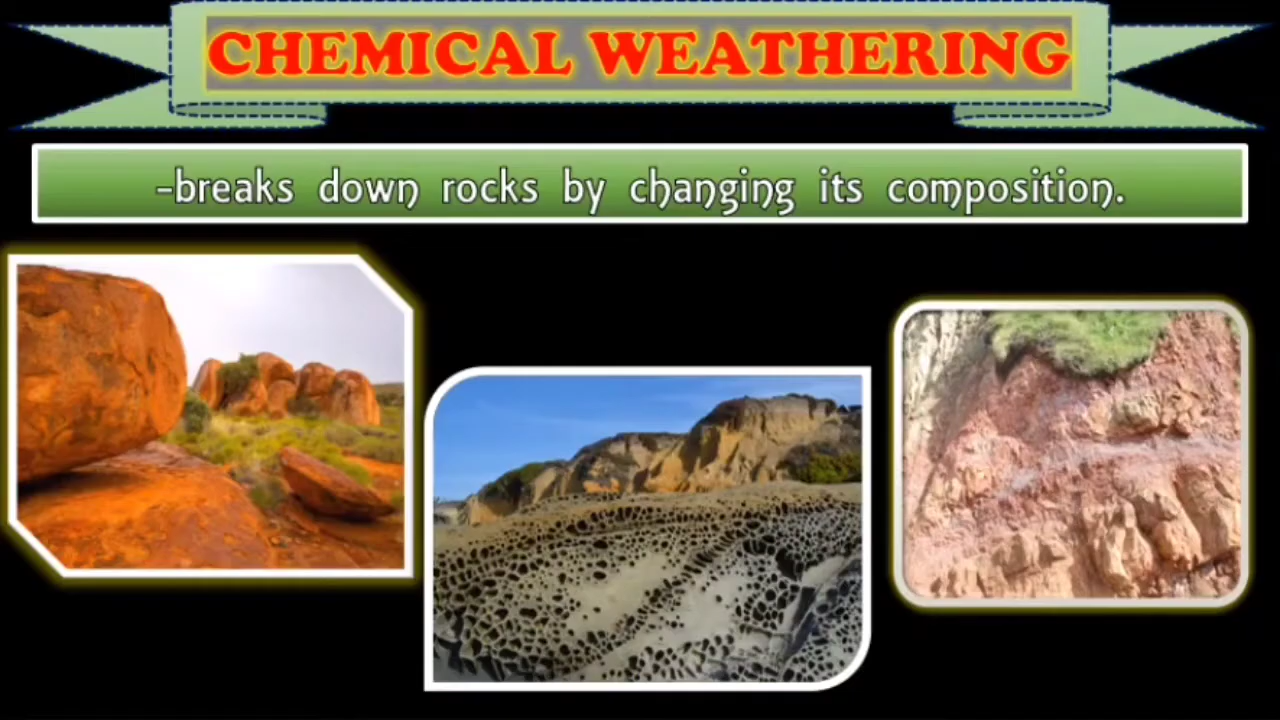 CHEMICAL WEATHERING
-breaks down rocks by changing its composition.